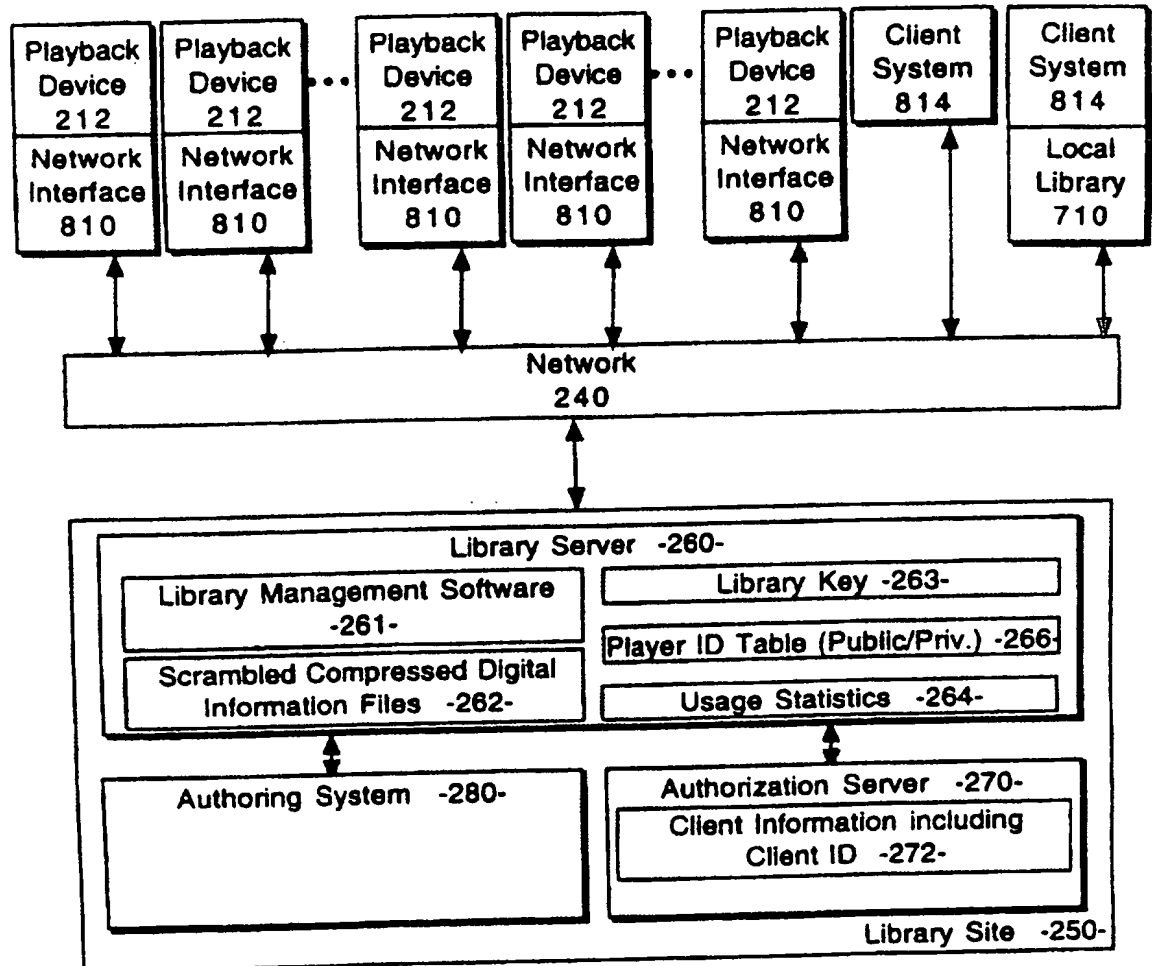 Playback
Device
212
Network
Interface
810
Playback
Device
212
Network
Interface
810
Playback
Device
212
Network
Interface
810
Playback
Device
212
Network
Interface
810
Playback
Device
212
Network
Interface
810
Client
System
814
Client
System
814
Local
Library
710
Network
240
Library Server -260-
Library Management Software
-261-
Scrambled Compressed Digital
Information Files -262-
Library Key -263-
Player ID Table (Public/Priv.) -266-
Usage Statistics -264-
Authoring System -280-
Authorization Server -270-
Client Information including
Client ID -272-
Library Site -250-